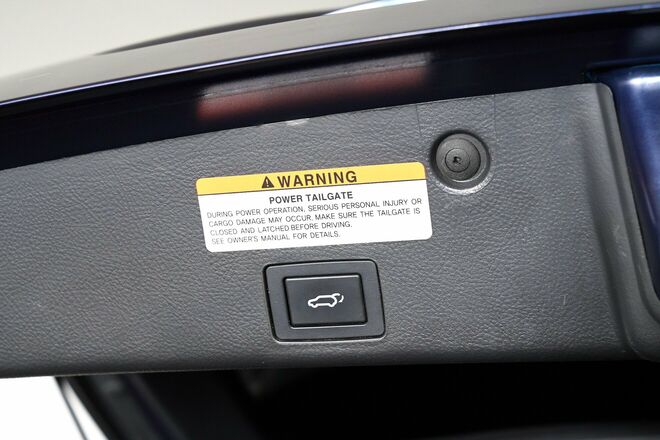 WARNING
POWER TAILGATE
DURING POWER OPERATION, SERIOUS PERSONAL INJURY OR
CARGO DAMAGE MAY OCCUR. MAKE SURE THE TAILGATE IS
CLOSED AND LATCHED BEFORE DRIVING.
SEE OWNER'S MANUAL FOR DETAILS.